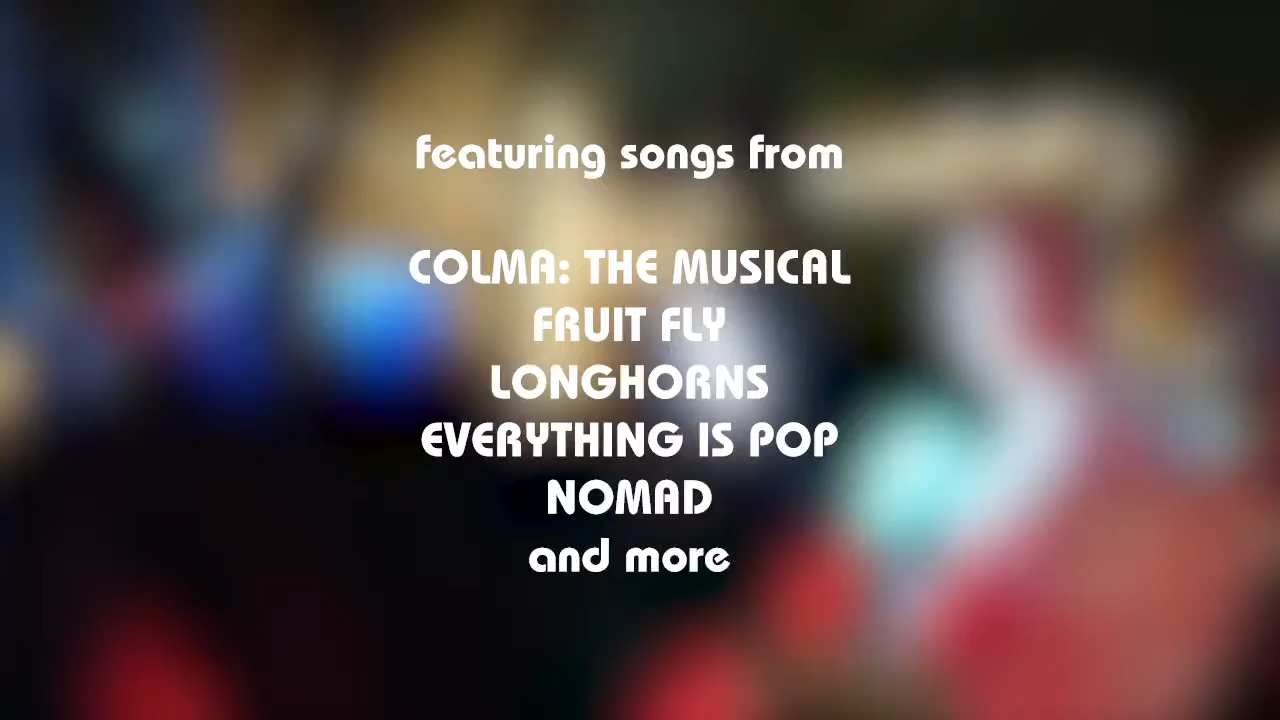 featuring songs from
COLMA: THE MUSICAL
FRUIT FLY
LONGHORNS
EVERYTHING IS POP
NOMAD
and more